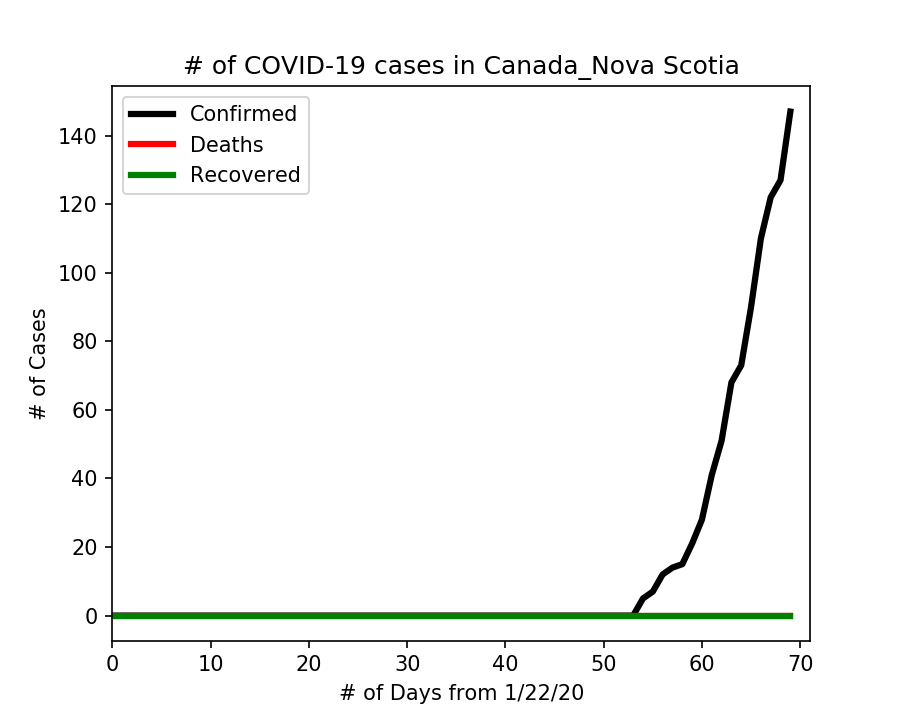 # of COVID-19 cases in Canada_Nova Scotia
Confirmed
Deaths
Recovered
140
120
100
80
60
40
20
0
# of Cases
0 10 20 30 40 50 60 70
# of Days from 1/22/20